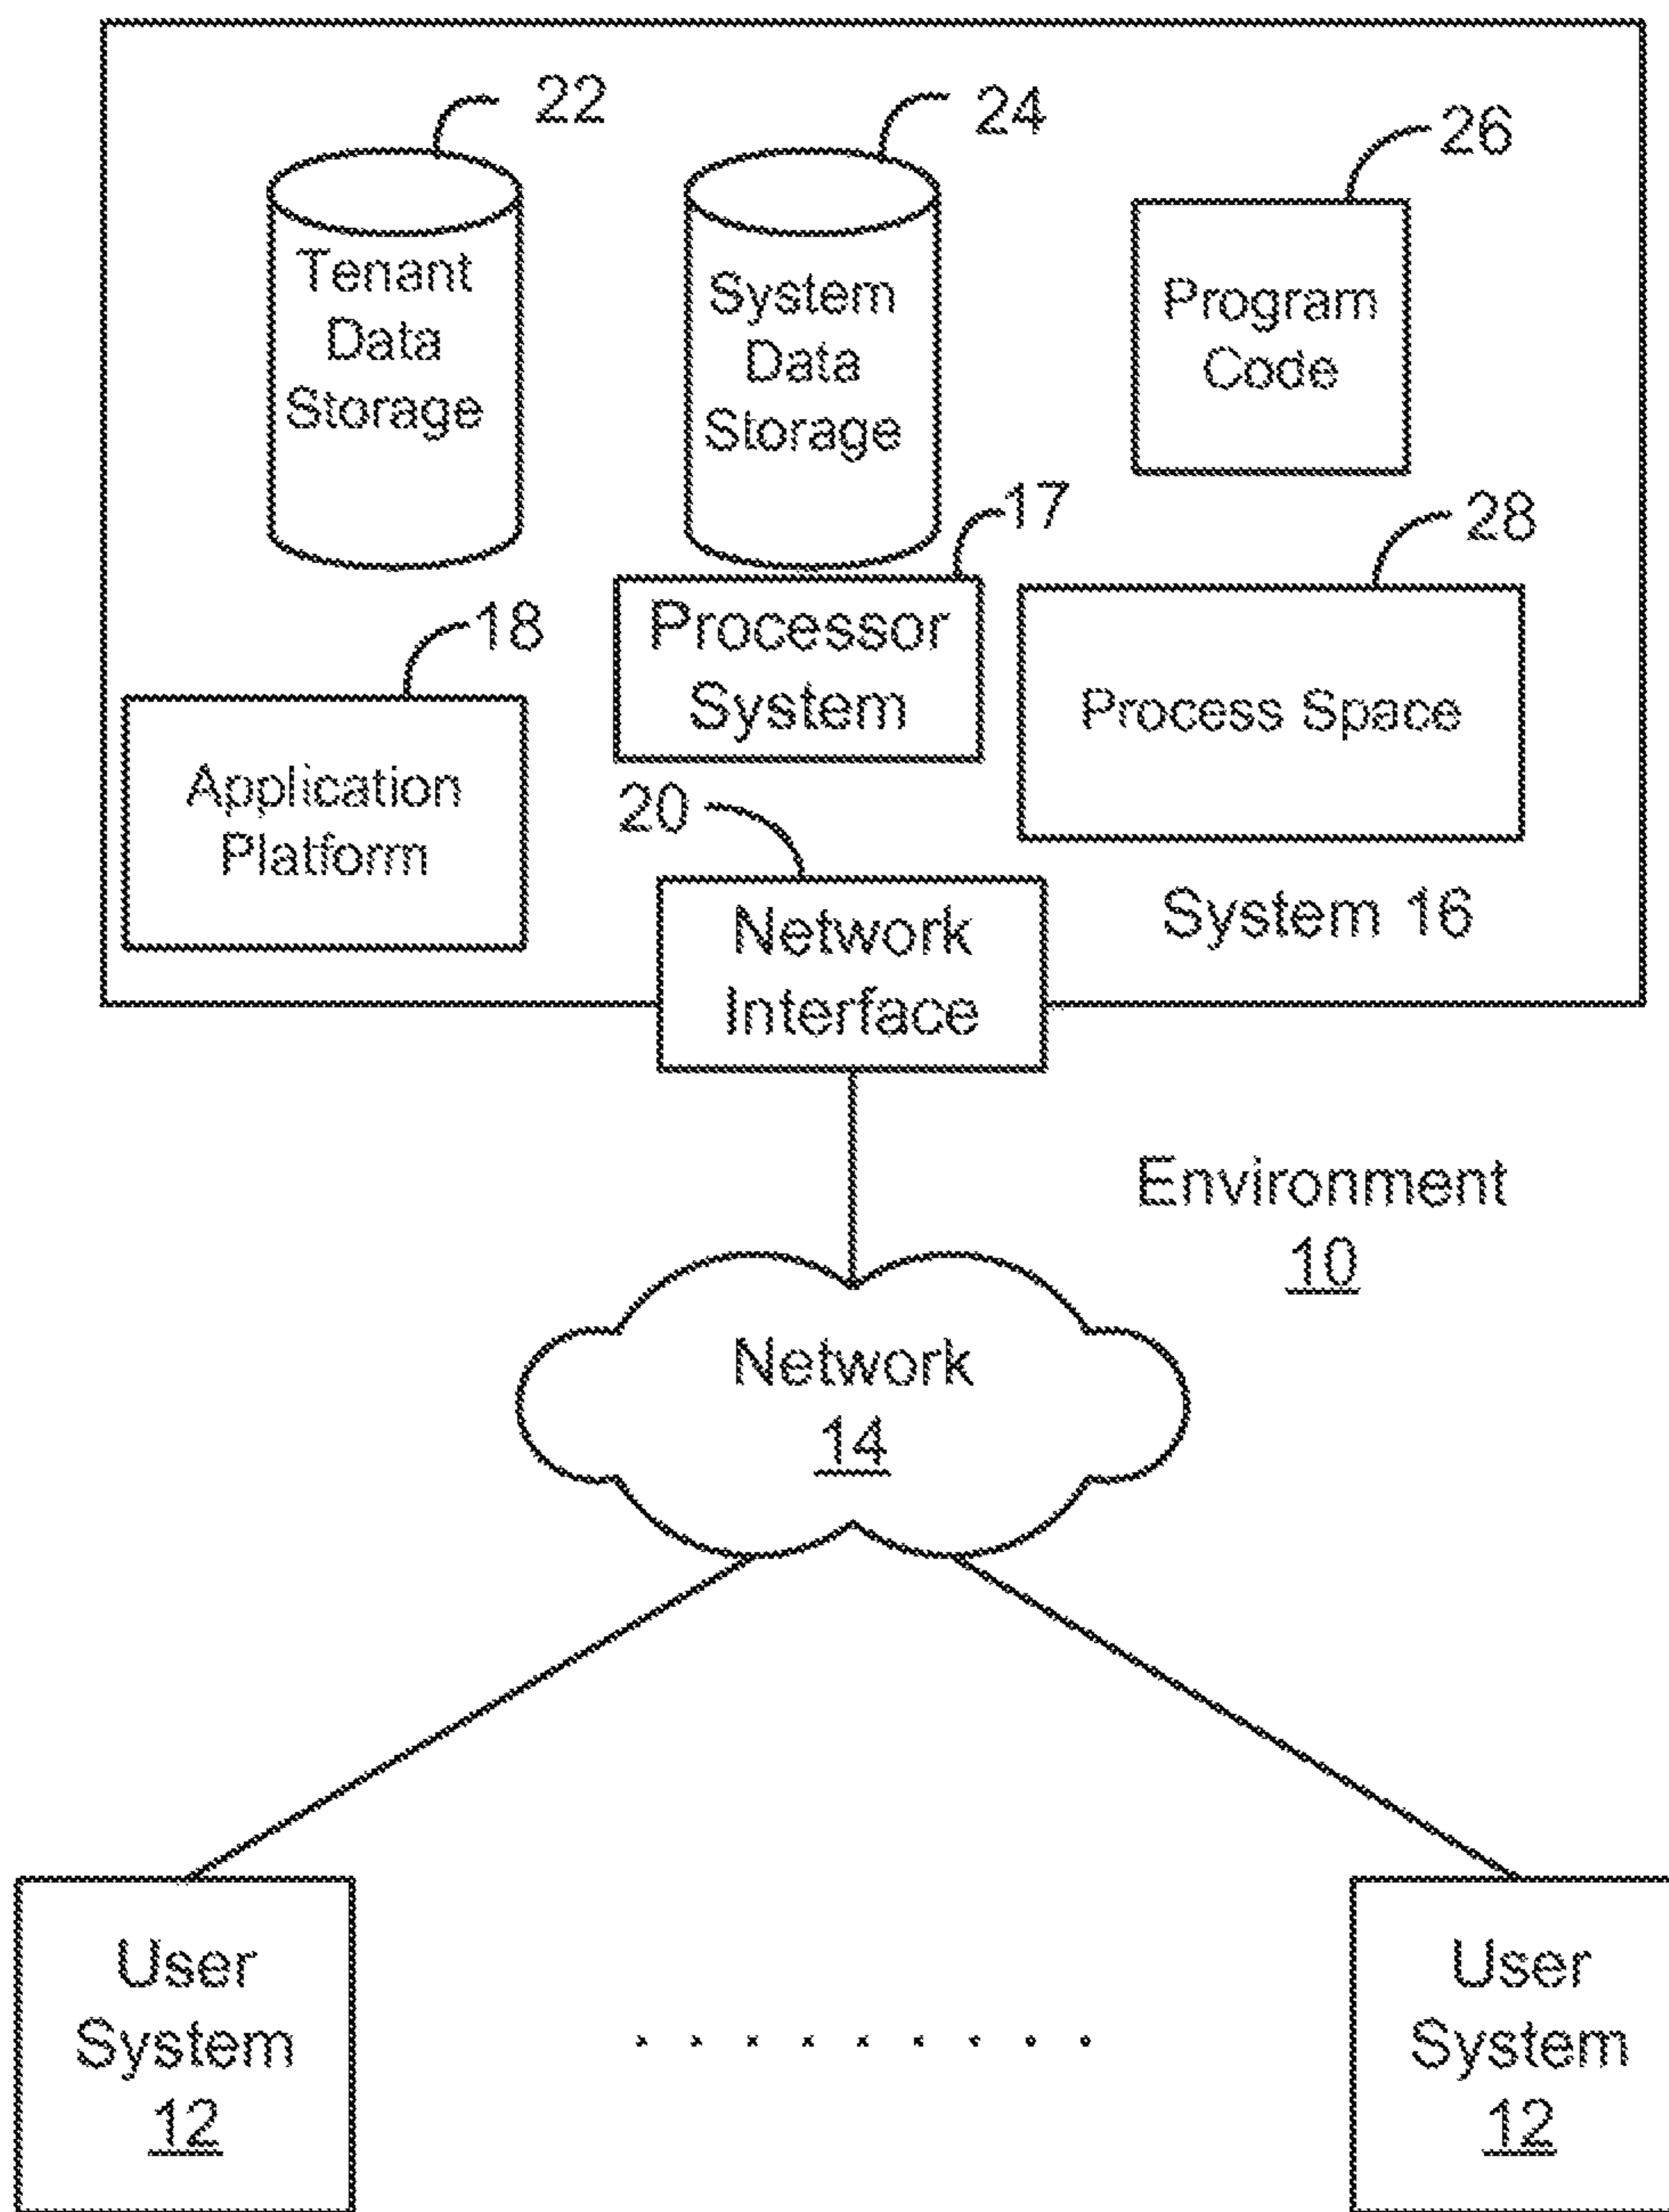 22
24
26
Tenant
Data
Storage
System
Data
Storage
Program
Code
17
28
18
Processor
System
Process Space
Application
Platform
20
System 16
Network
Interface
Environment
10
Network
14
User
System
12
User
System
12